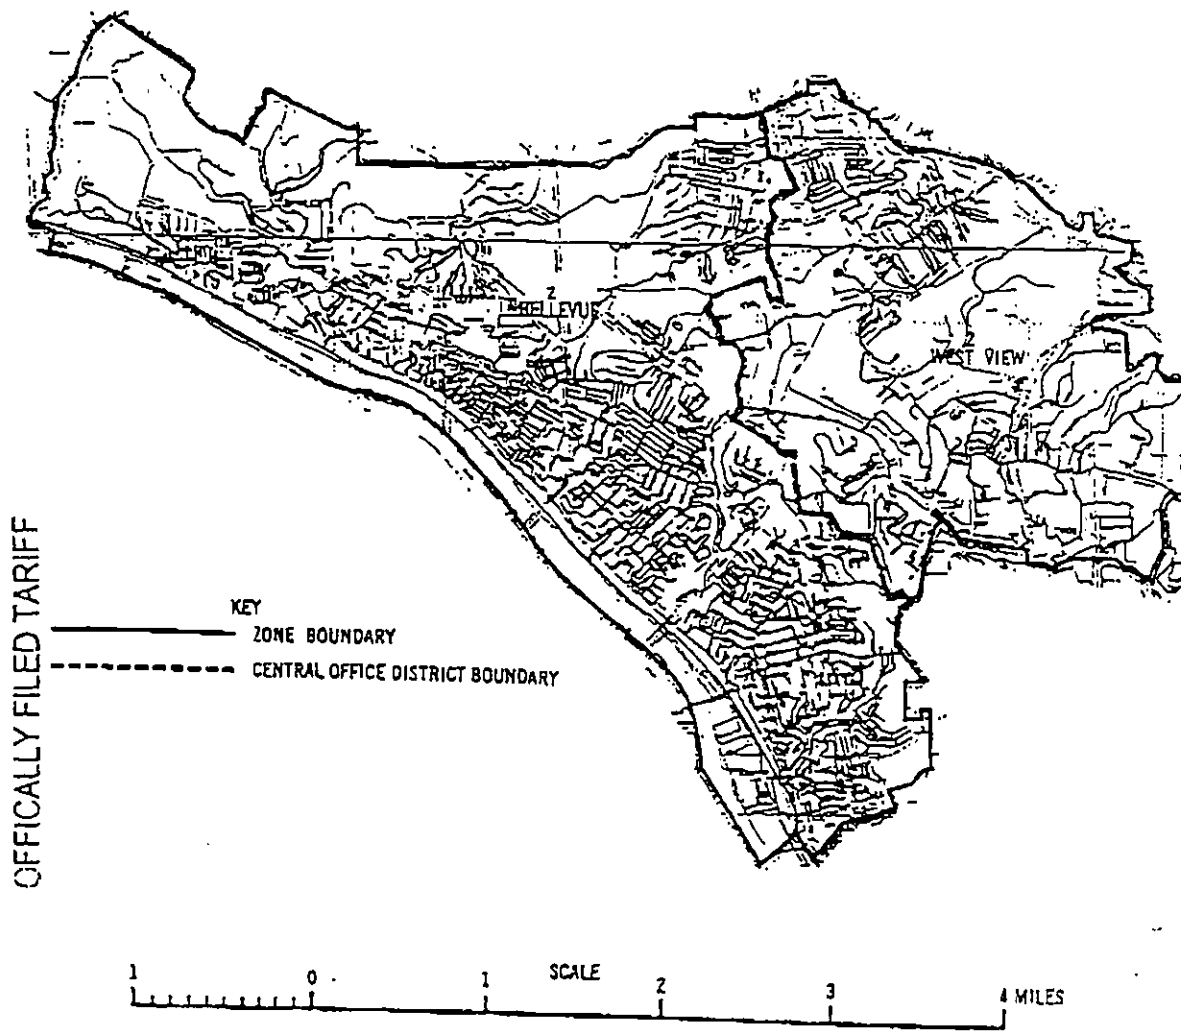 Z
BELLEVUE
Z
WEST VIEW
OFFICALLY FILED TARIFF
KEY
ZONE BOUNDARY
CENTRAL OFFICE DISTRICT BOUNDARY
SCALE
1 0 1 2 3 4 MILES